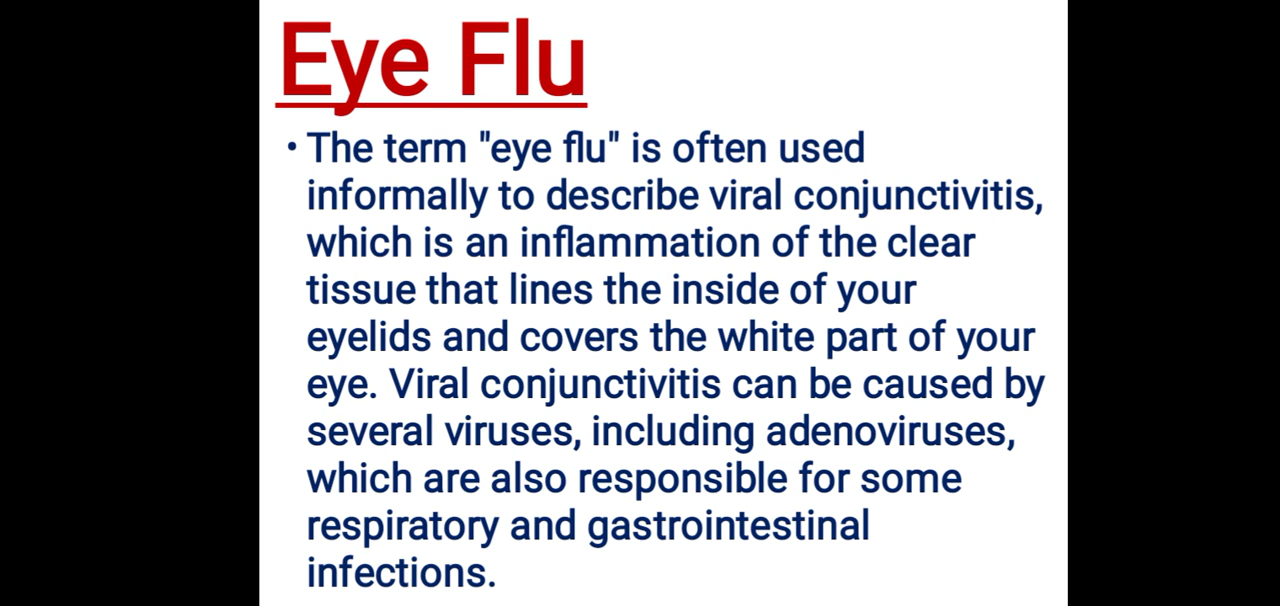 Eye Flu
• The term "eye flu" is often used
informally to describe viral conjunctivitis,
which is an inflammation of the clear
tissue that lines the inside of your
eyelids and covers the white part of your
eye. Viral conjunctivitis can be caused by
several viruses, including adenoviruses,
which are also responsible for some
respiratory and gastrointestinal
infections.